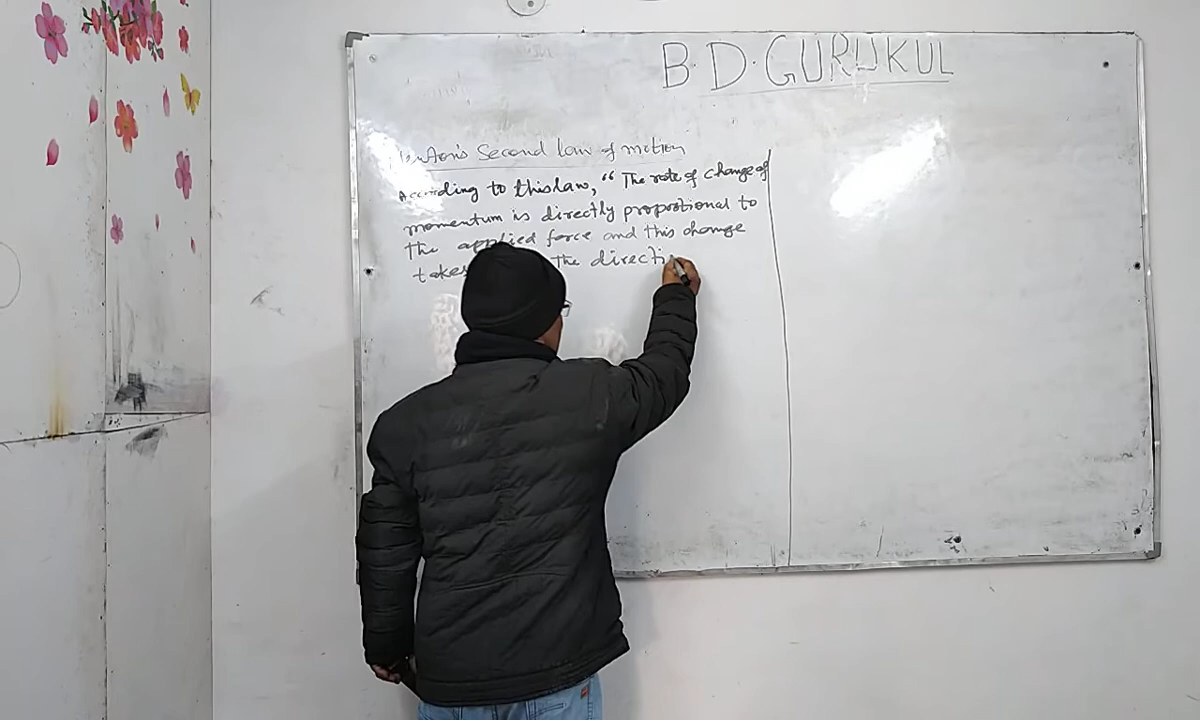 B.D.GURUKUL
Newton's Second law of motion
According to this law, "The rate of change of
momentum is directly proportional to
the applied force and this change
takes the directi